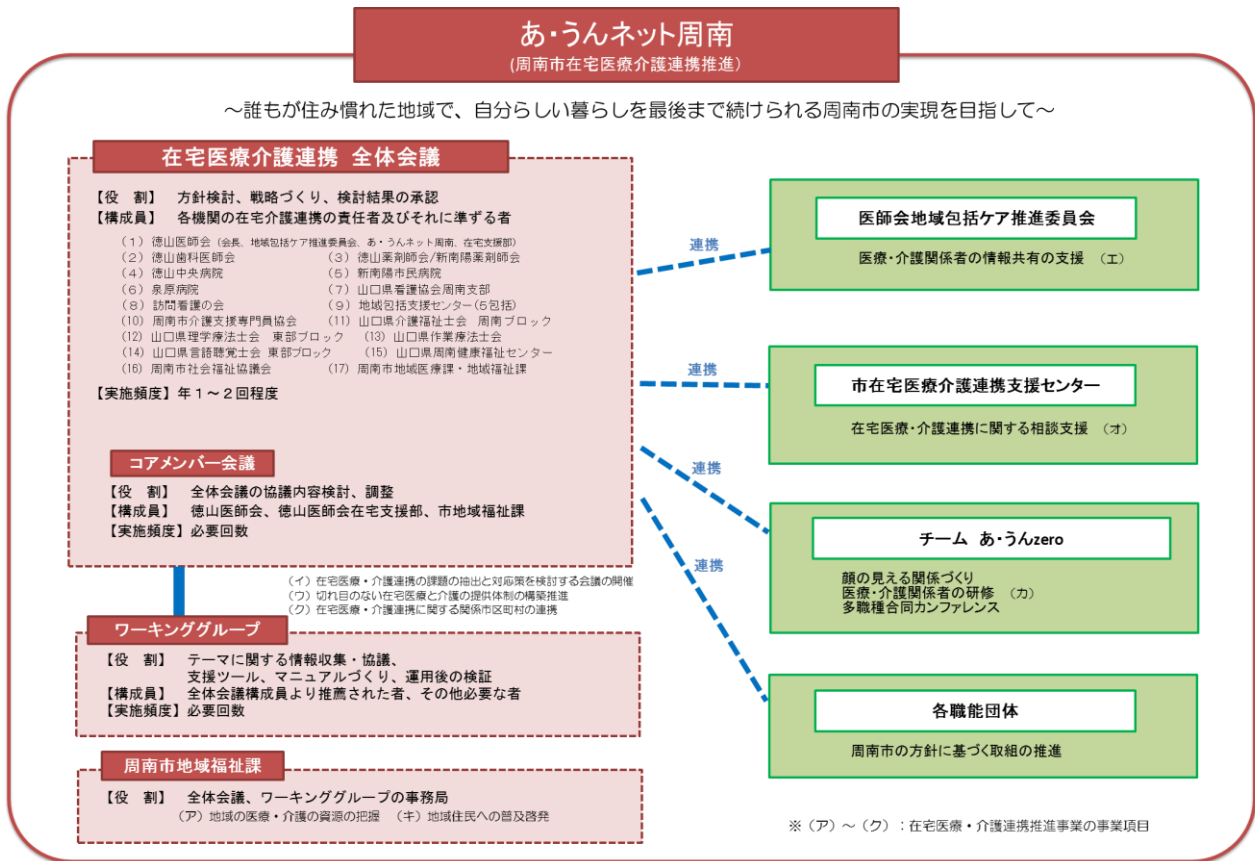 あ・うんネット周南
(周南市在宅医療介護連携推進)
～誰もが住み慣れた地域で、自分らしい暮らしを最後まで続けられる周南市の実現を目指して～
在宅医療介護連携 全体会議
【役　割】　方針検討、戦略づくり、検討結果の承認
【構成員】　各機関の在宅介護連携の責任者及びそれに準ずる者
（1）徳山医師会（会長、地域包括ケア推進委員会、あ・うんネット周南、在宅支援部）
（2）徳山歯科医師会　（3）徳山薬剤師会/新南陽薬剤師会
（4）徳山中央病院　（5）新南陽市民病院
（6）泉原病院　（7）山口県看護協会周南支部
（8）訪問看護の会　（9）地域包括支援センター(5包括)
（10）周南市介護支援専門員協会　（11）山口県介護福祉士会 周南ブロック
（12）山口県理学療法士会 東部ブロック　（13）山口県作業療法士会
（14）山口県言語聴覚士会 東部ブロック　（15）山口県周南健康福祉センター
（16）周南市社会福祉協議会　（17）周南市地域医療課・地域福祉課
【実施頻度】年１～２回程度
コアメンバー会議
【役　割】　全体会議の協議内容検討、調整
【構成員】　徳山医師会、徳山医師会在宅支援部、市地域福祉課
【実施頻度】必要回数
（イ）在宅医療・介護連携の課題の抽出と対応策を検討する会議の開催
（ウ）切れ目のない在宅医療と介護の提供体制の構築推進
（ク）在宅医療・介護連携に関する関係市区町村の連携
ワーキンググループ
【役　割】　テーマに関する情報収集・協議、
支援ツール、マニュアルづくり、運用後の検証
【構成員】　全体会議構成員より推薦された者、その他必要な者
【実施頻度】必要回数
周南市地域福祉課
【役　割】　全体会議、ワーキンググループの事務局
（ア）地域の医療・介護の資源の把握　（キ）地域住民への普及啓発
連携
医師会地域包括ケア推進委員会
医療・介護関係者の情報共有の支援　（エ）
連携
市在宅医療介護連携支援センター
在宅医療・介護連携に関する相談支援　（オ）
連携
チーム あ・うんzero
顔の見える関係づくり
医療・介護関係者の研修　（カ）
多職種合同カンファレンス
連携
各職能団体
周南市の方針に基づく取組の推進
※（ア）～（ク）：在宅医療・介護連携推進事業の事業項目